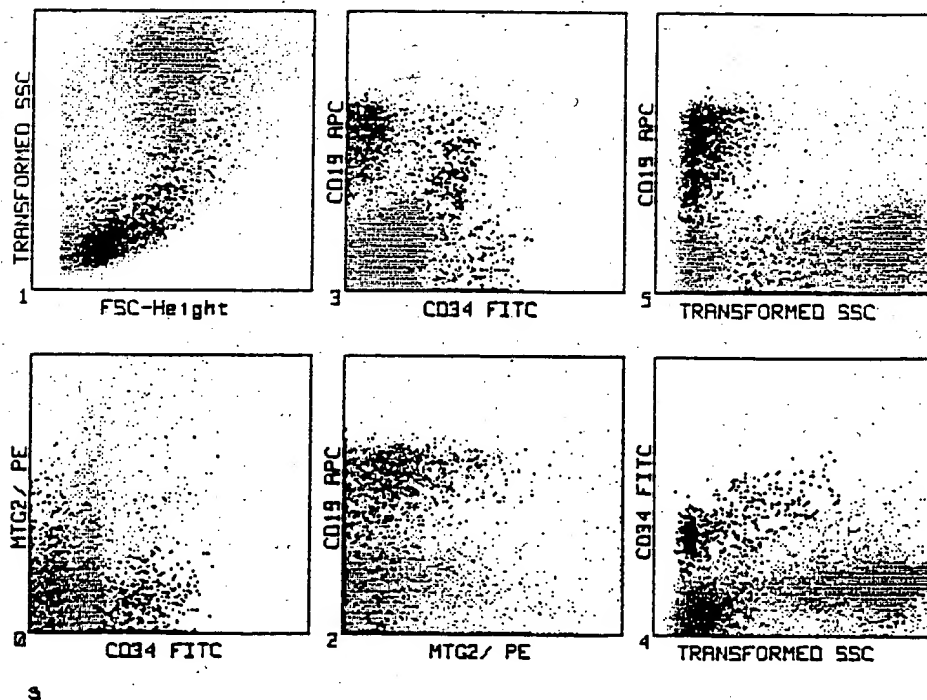 TRANSFORMED SSC
1
FSC-Height
CD19 APC
3
CD34 FITC
CD19 APC
5
TRANSFORMED SSC
MTG2/ PE
0
CD34 FITC
CD19 APC
2
MTG2/ PE
CD34 FITC
4
TRANSFORMED SSC